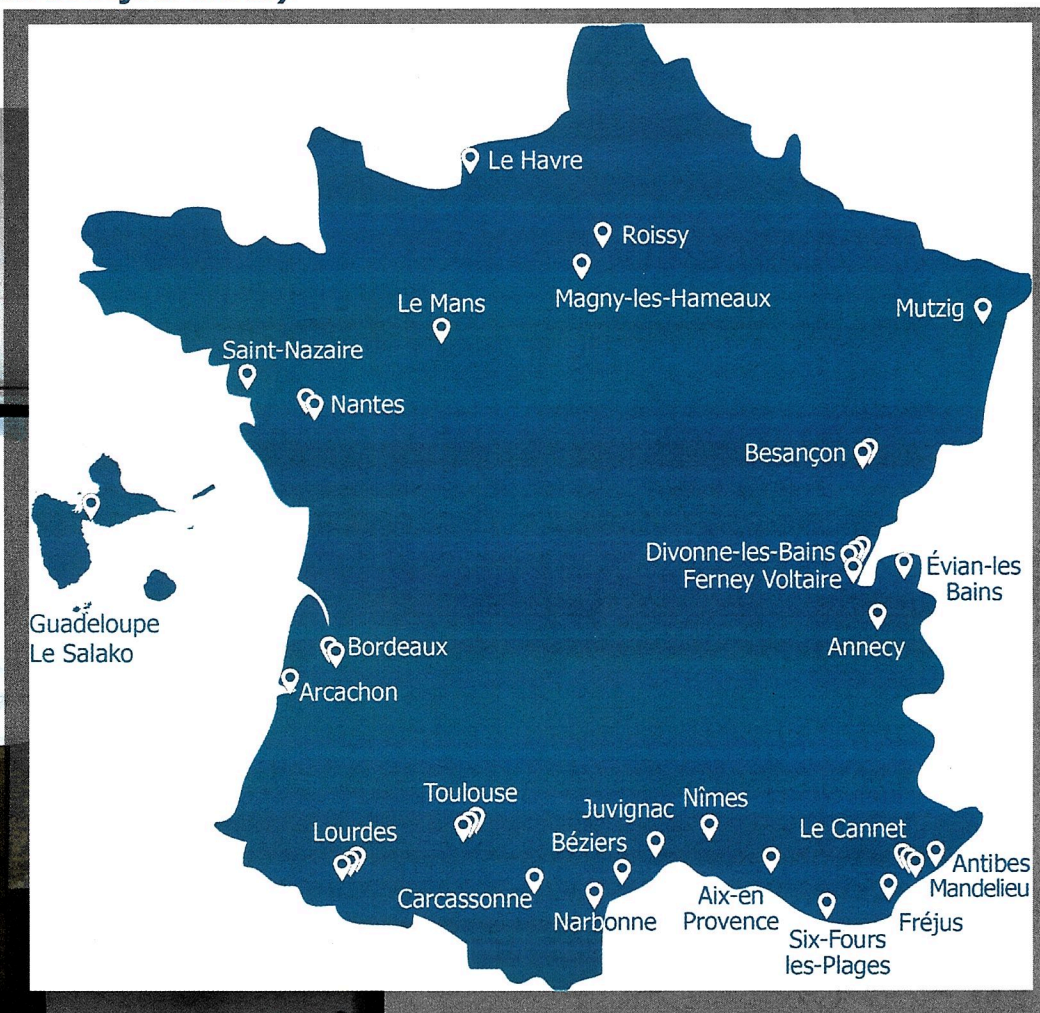 Le Havre
Roissy
Magny-les-Hameaux
Le Mans
Mutzig
Saint-Nazaire
Nantes
Besançon
Divonne-les-Bains
Ferney Voltaire
Évian-les
Bains
Annecy
Guadeloupe
Le Salako
Bordeaux
Arcachon
Toulouse
Lourdes
Carcassonne
Juvignac
Nîmes
Béziers
Narbonne
Le Cannet
Antibes
Mandelieu
Aix-en
Provence
Fréjus
Six-Fours
les-Plages